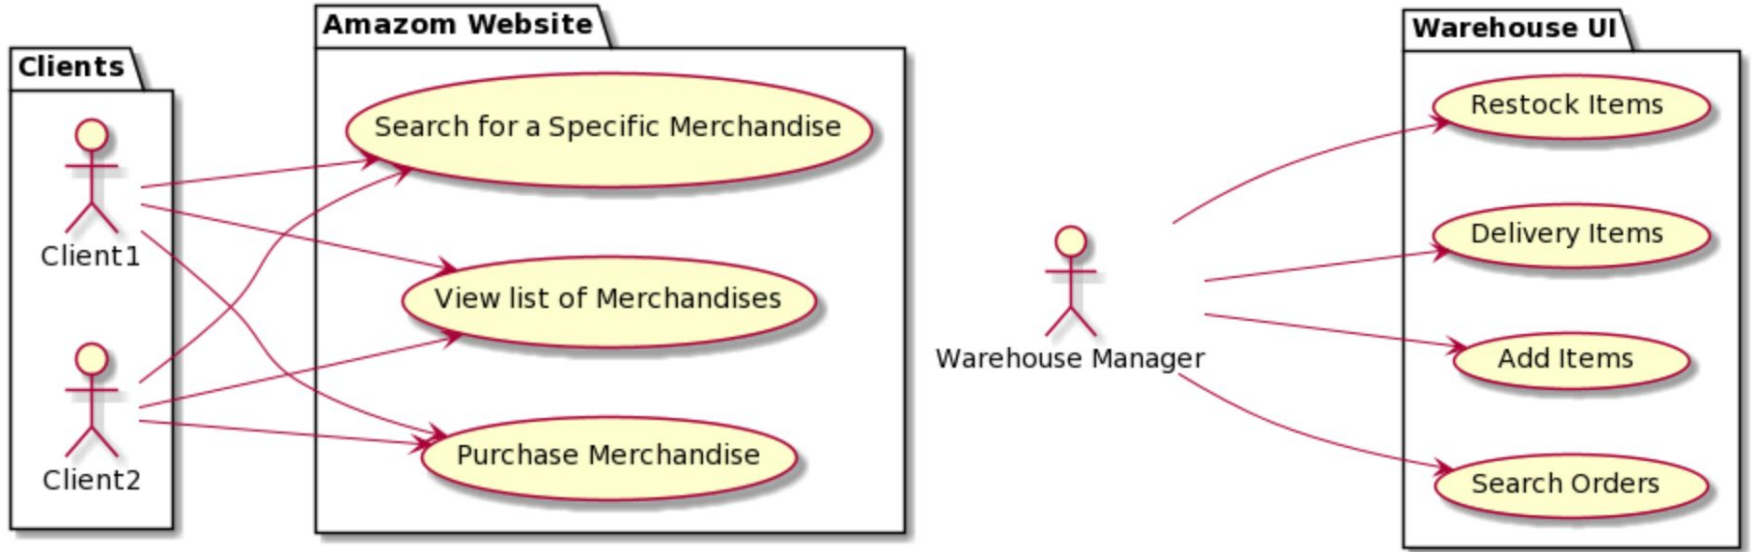 Clients
Client1
Client2
Amazom Website
Search for a Specific Merchandise
View list of Merchandises
Purchase Merchandise
Warehouse Manager
Warehouse UI
Restock Items
Delivery Items
Add Items
Search Orders